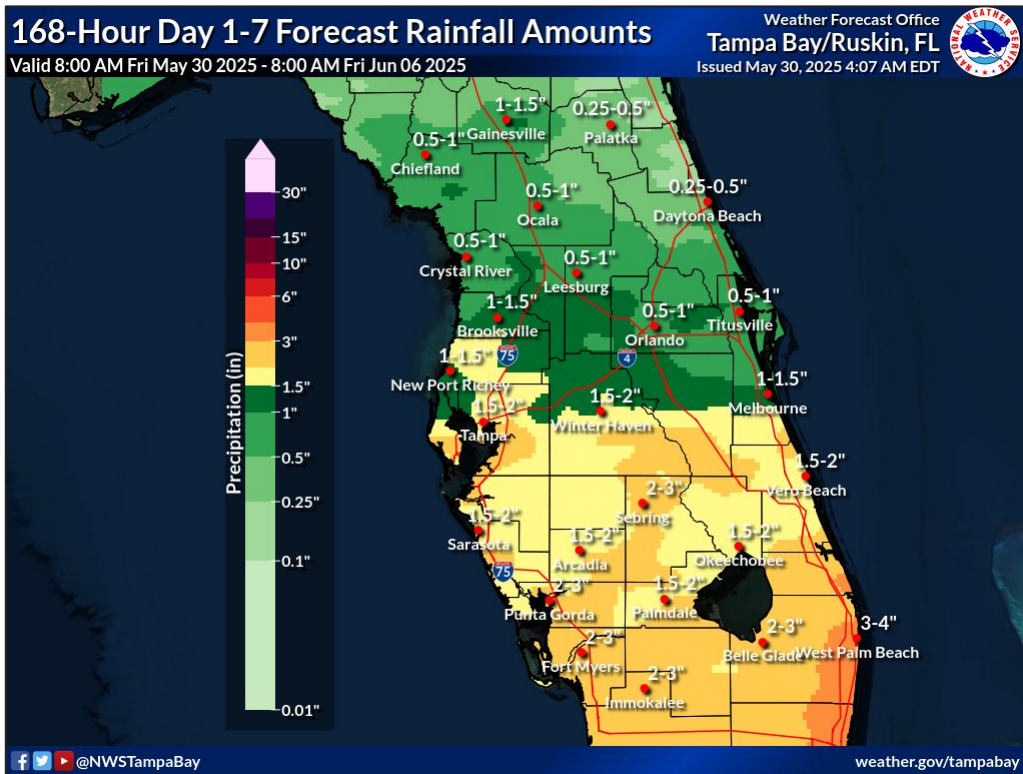 168-Hour Day 1-7 Forecast Rainfall Amounts
Valid 8:00 AM Fri May 30 2025 - 8:00 AM Fri Jun 06 2025
Weather Forecast Office
Tampa Bay/Ruskin, FL
Issued May 30, 2025 4:07 AM EDT
NATIONAL WEATHER SERVICE
Precipitation (in)
30"
15"
10"
6"
3"
1.5"
1"
0.5"
0.25"
0.1"
0.01"
1-1.5"
Gainesville
0.25-0.5"
Palatka
0.5-1"
Chiefland
0.5-1"
Ocala
0.25-0.5"
Daytona Beach
0.5-1"
Crystal River
0.5-1"
Leesburg
1-1.5"
Brooksville
0.5-1"
Orlando
0.5-1"
Titusville
75
4
1-1.5"
New Port Richey
1-1.5"
Melbourne
1.5-2"
Tampa
1.5-2"
Winter Haven
1.5-2"
Vero Beach
2-3"
Sebring
1.5-2"
Sarasota
1.5-2"
Arcadia
1.5-2"
Okeechobee
75
2-3"
Punta Gorda
1.5-2"
Palmdale
2-3"
Fort Myers
2-3"
Belle Glade
3-4"
West Palm Beach
2-3"
Immokalee
@NWSTampaBay
weather.gov/tampabay